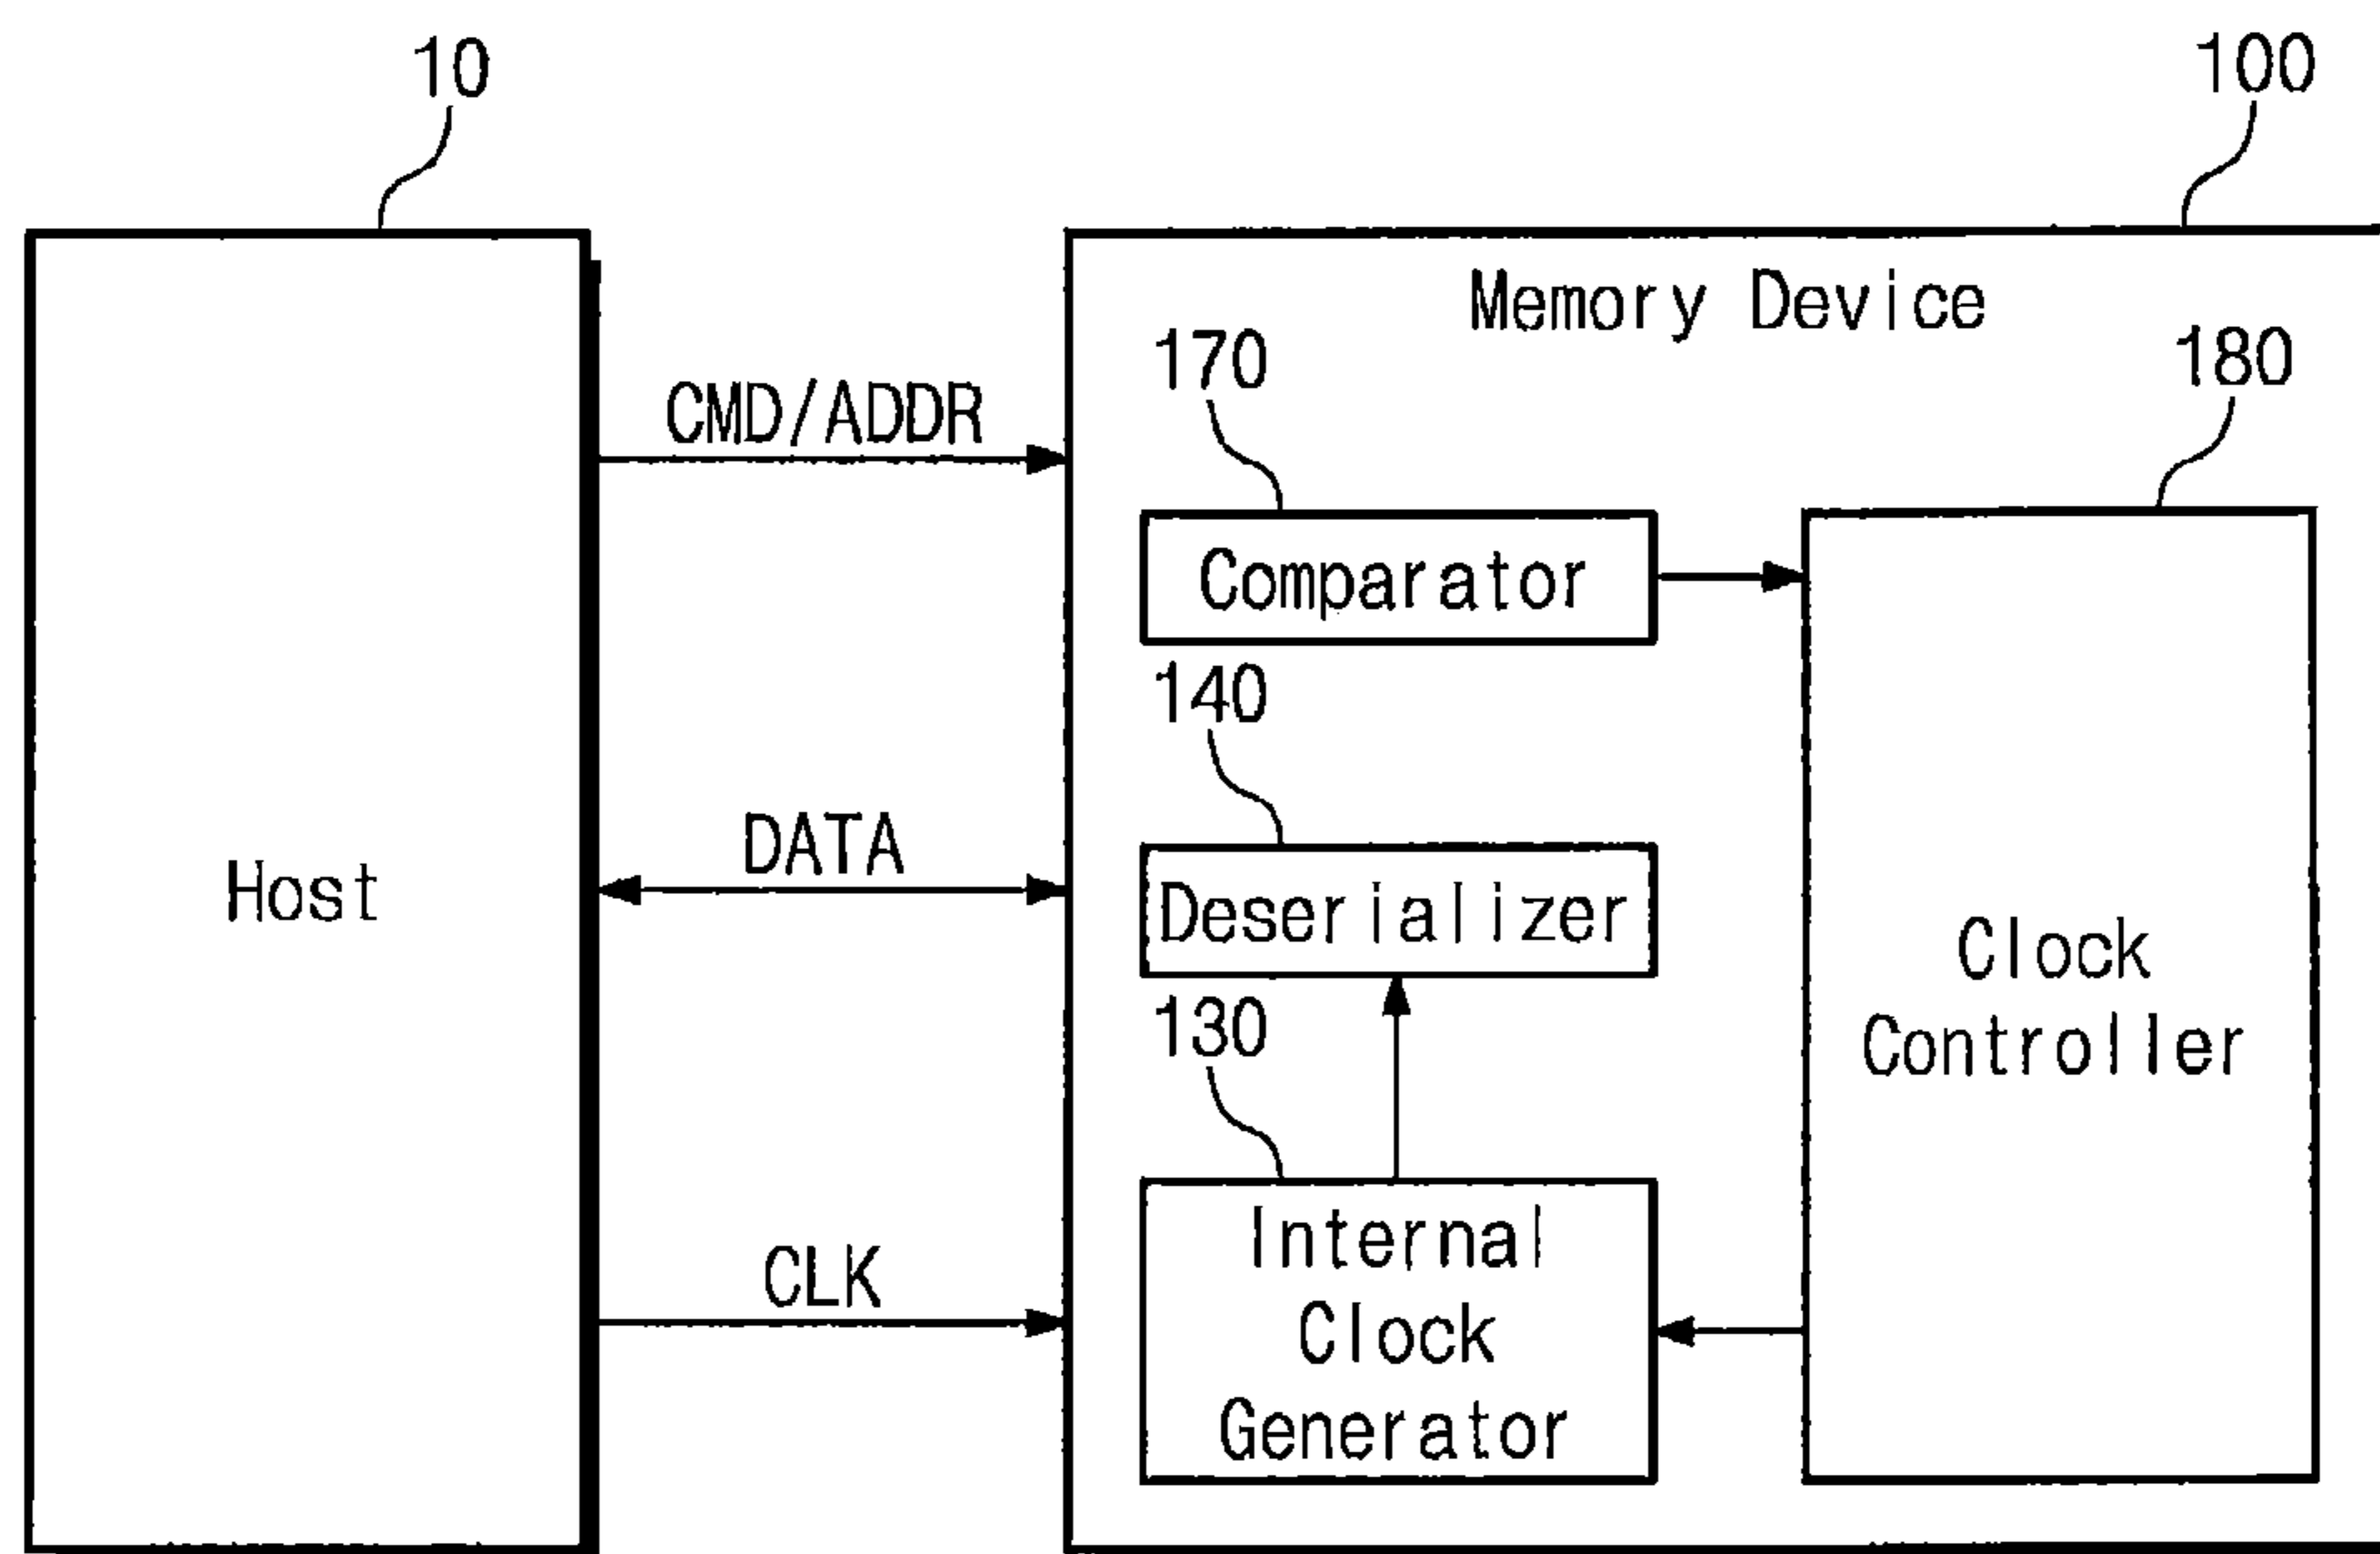 10
100
Memory Device
170
180
CMD/ADDR
Comparator
140
DATA
Host
Deserializer
Clock
Controller
130
CLK
Internal
Clock
Generator